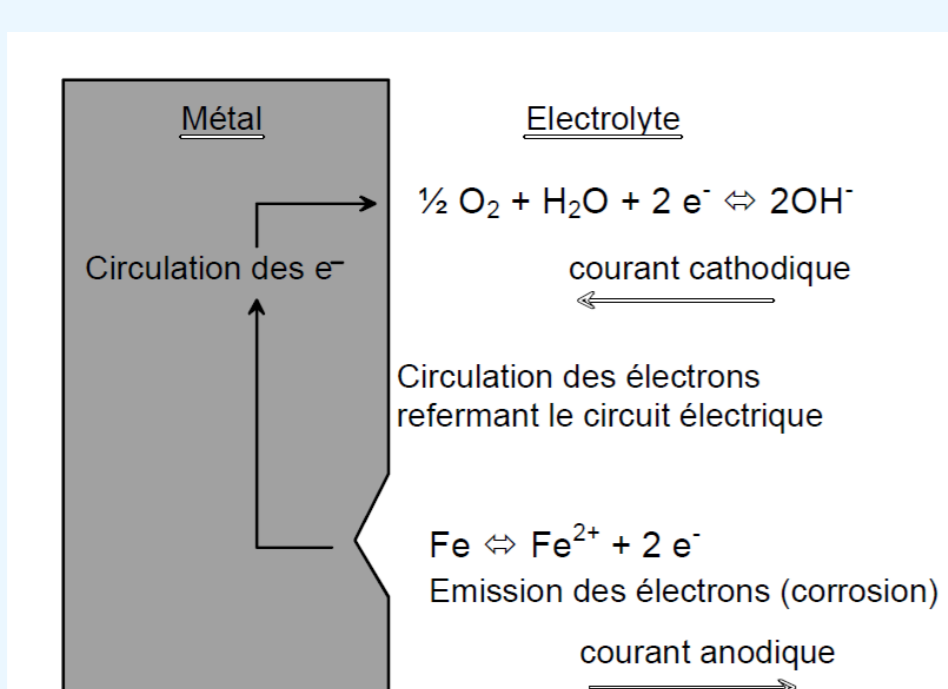 Métal
Electrolyte
½ O₂ + H₂O + 2 e⁻ ⇔ 2OH⁻
Circulation des e⁻
courant cathodique
Circulation des électrons
refermant le circuit électrique
Fe ⇔ Fe²⁺ + 2 e⁻
Emission des électrons (corrosion)
courant anodique